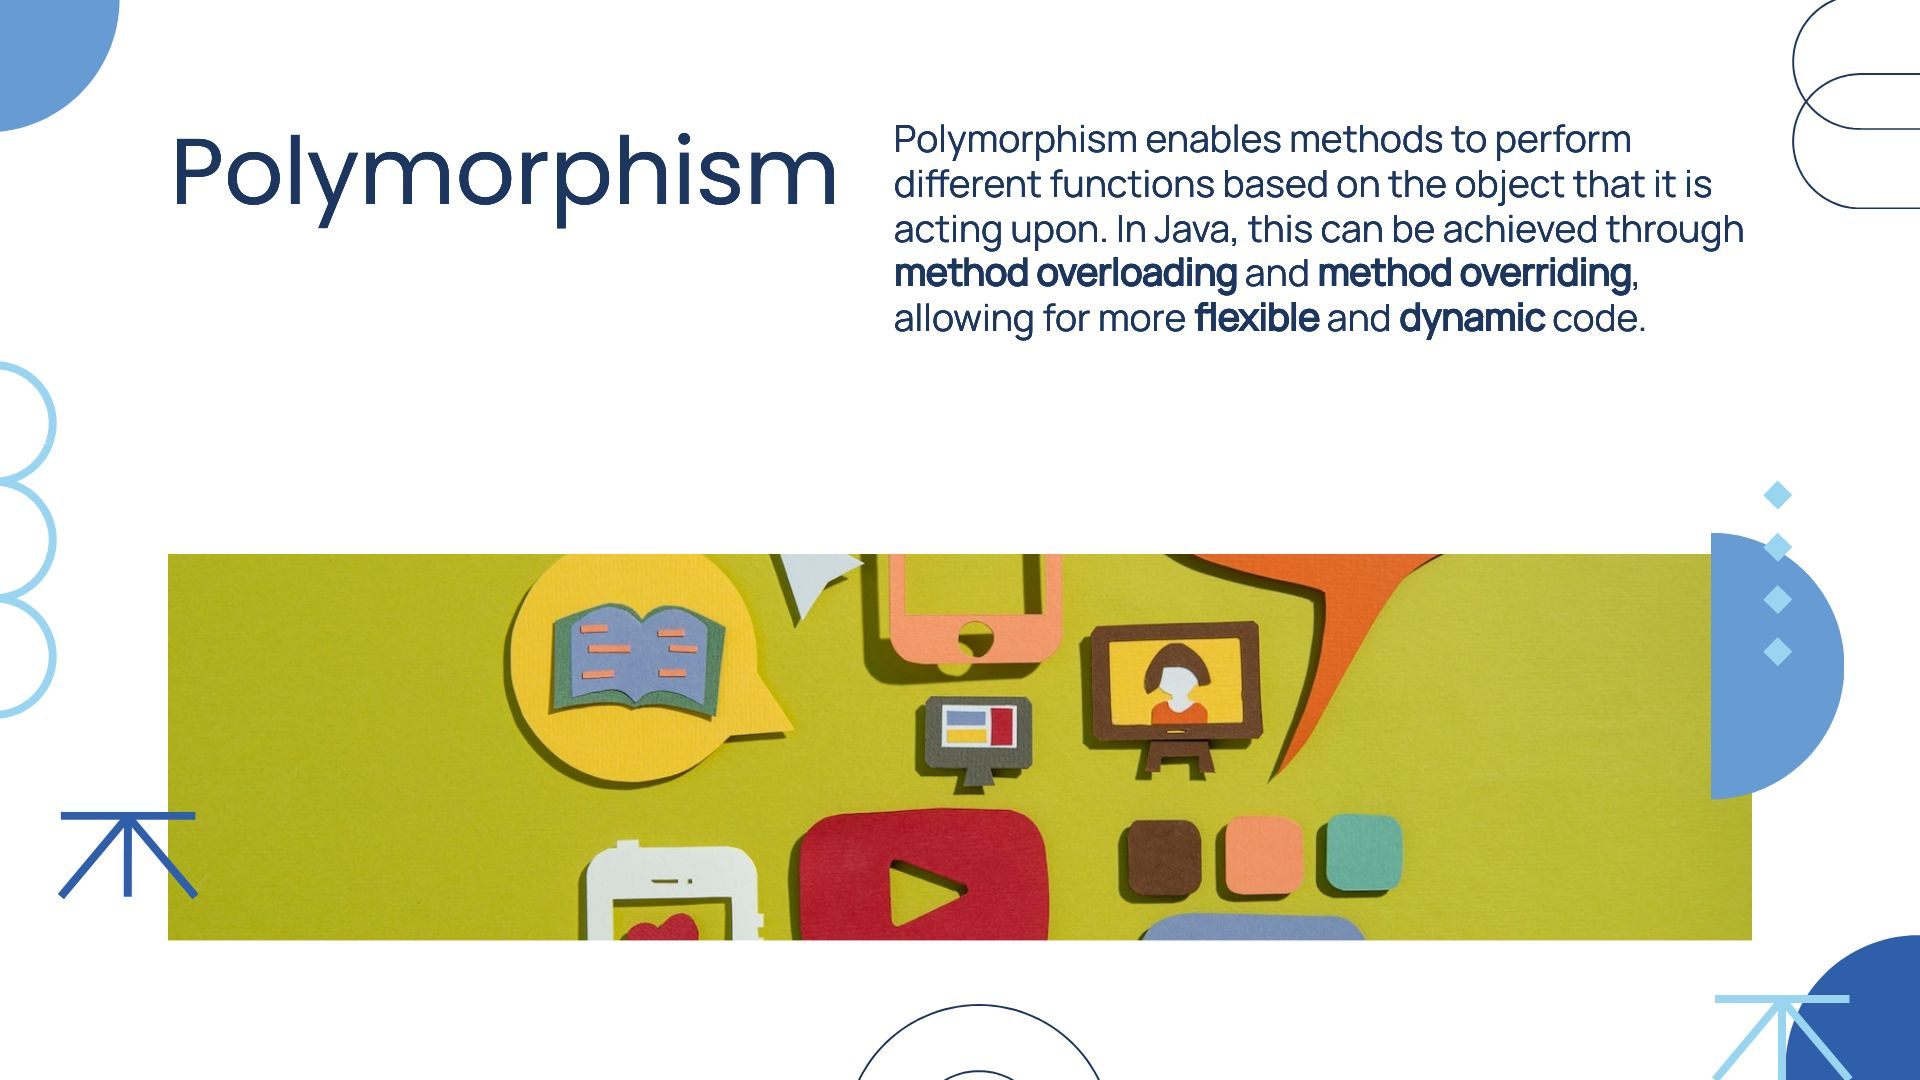 Polymorphism
Polymorphism enables methods to perform
different functions based on the object that it is
acting upon. In Java, this can be achieved through
method overloading and method overriding,
allowing for more flexible and dynamic code.